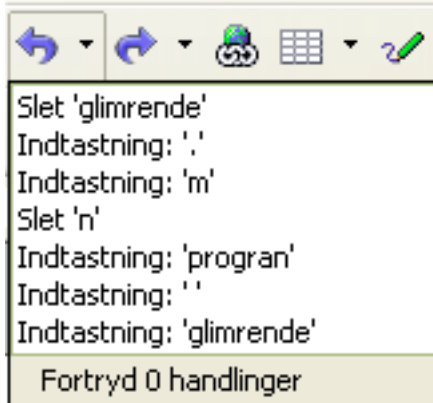 Slet 'glimrende'
Indtastning: '.'
Indtastning: 'm'
Slet 'n'
Indtastning: 'progran'
Indtastning: ' '
Indtastning: 'glimrende'
Fortryd 0 handlinger